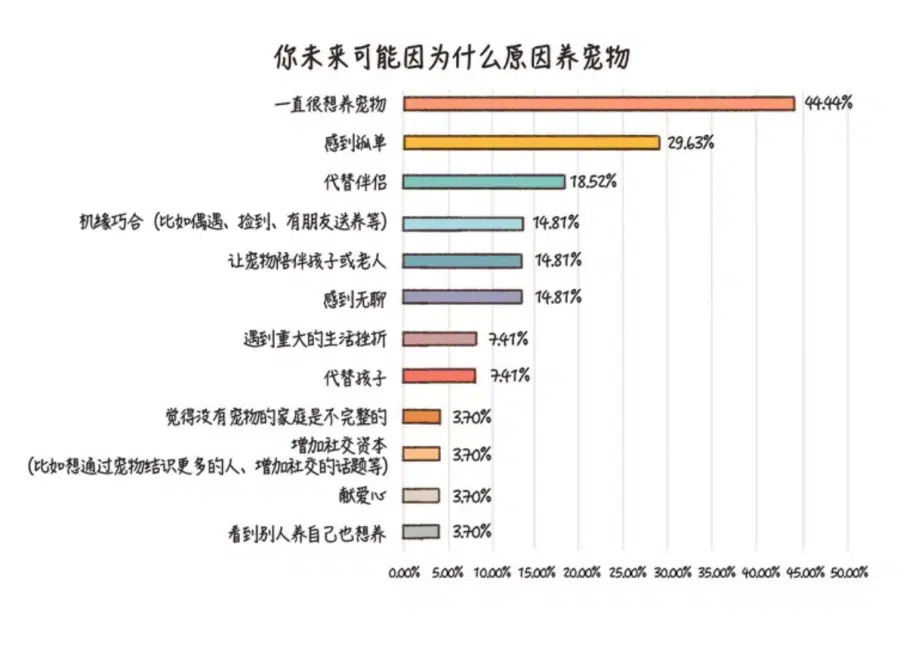 你未来可能因为什么原因养宠物
一直很想养宠物 44.44%
感到孤单 29.63%
代替伴侣 18.52%
机缘巧合（比如偶遇、捡到、有朋友送养等） 14.81%
让宠物陪伴孩子或老人 14.81%
感到无聊 14.81%
遇到重大的生活挫折 7.41%
代替孩子 7.41%
觉得没有宠物的家庭是不完整的 3.70%
增加社交资本
（比如想通过宠物结识更多的人、增加社交的话题等） 3.70%
献爱心 3.70%
看到别人养自己也想养 3.70%
0.00% 5.00% 10.00% 15.00% 20.00% 25.00% 30.00% 35.00% 40.00% 45.00% 50.00%